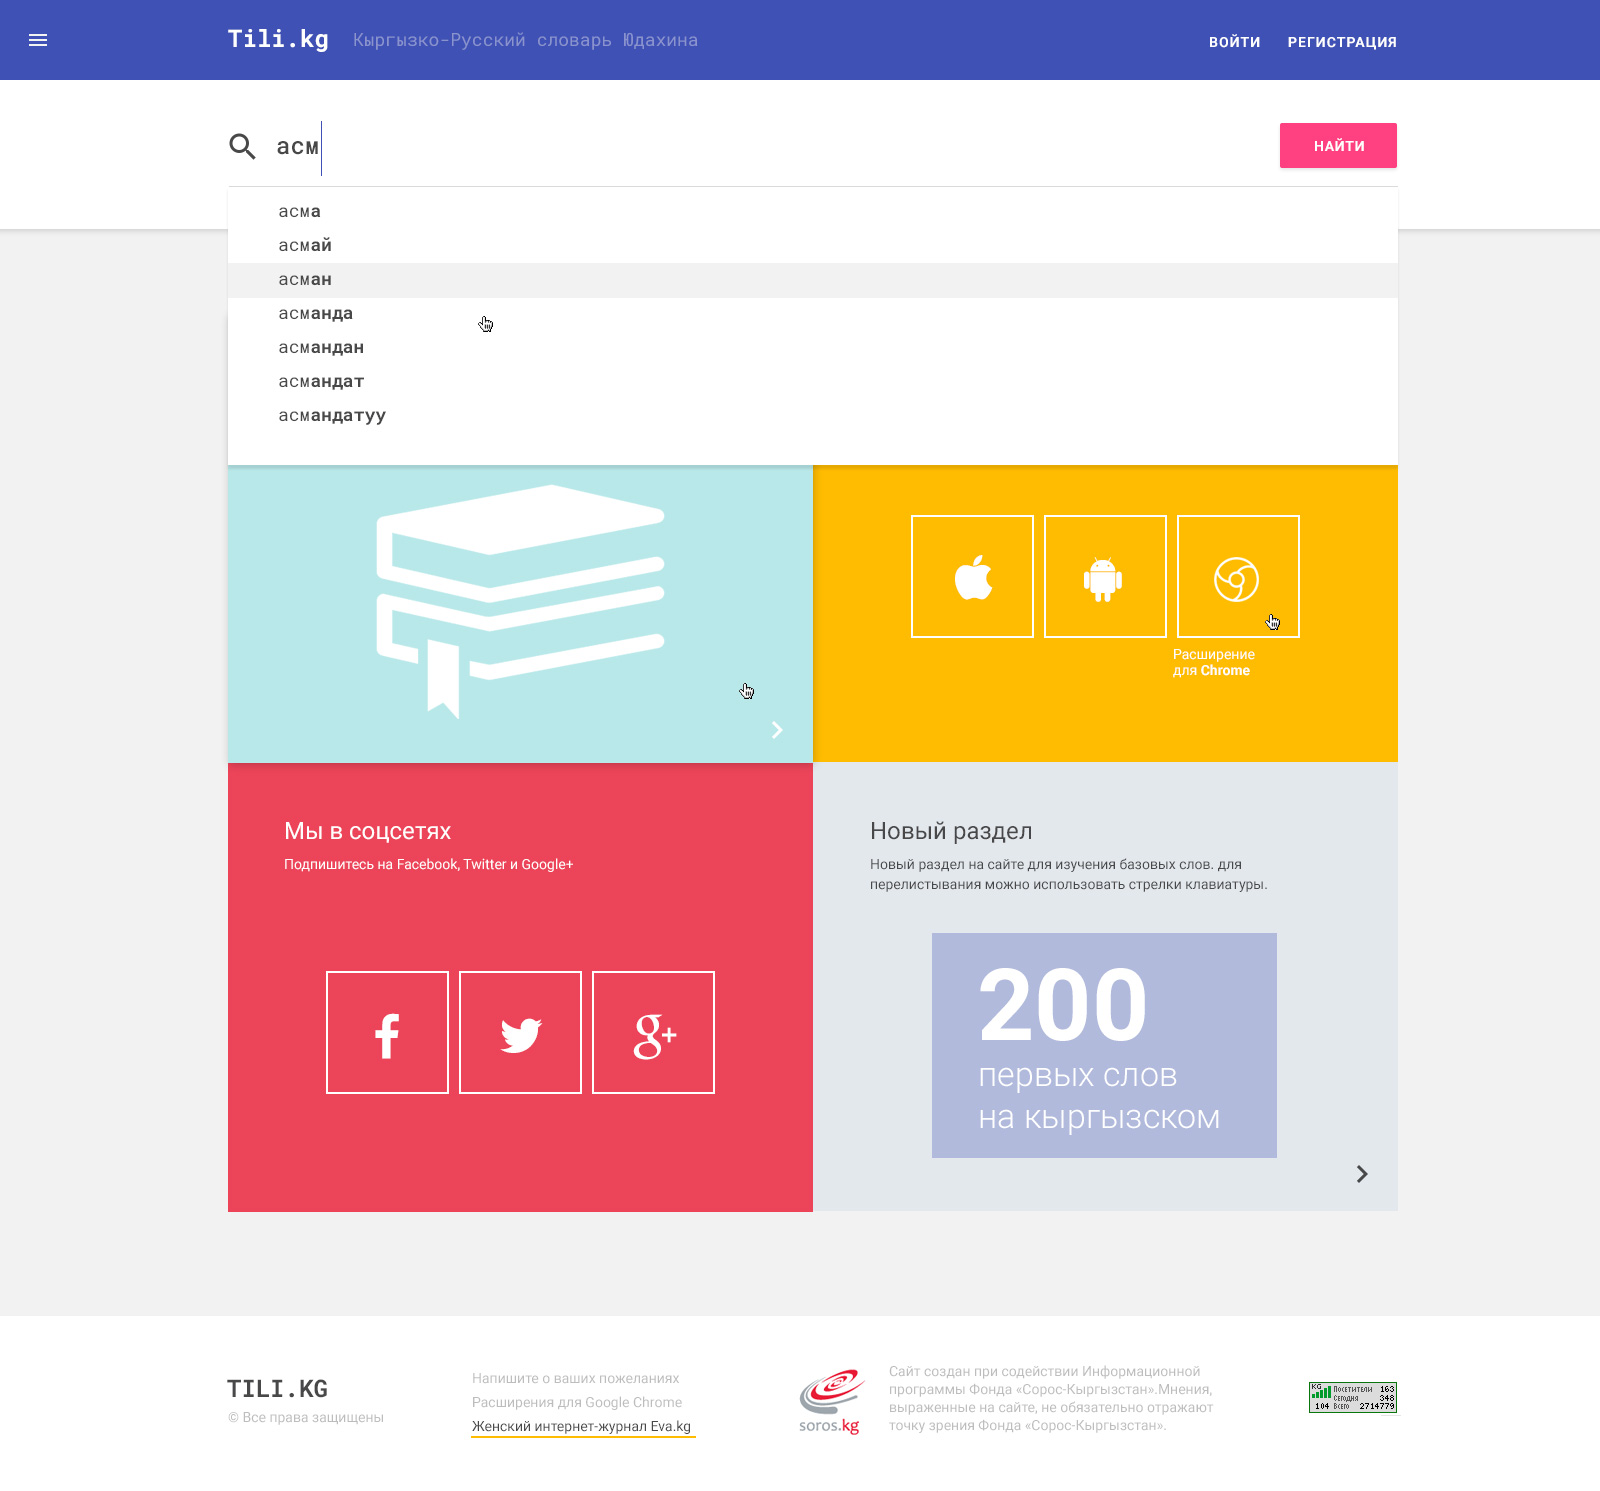 Tili.kg Кыргызко-Русский словарь Юдахина
ВОЙТИ РЕГИСТРАЦИЯ
асм
НАЙТИ
асма
асмай
асман
асманда
асмандан
асмандат
асмандатуу
Расширение
для Chrome
Мы в соцсетях
Подпишитесь на Facebook, Twitter и Google+
Новый раздел
Новый раздел на сайте для изучения базовых слов. для
перелистывания можно использовать стрелки клавиатуры.
f
g+
200
первых слов
на кыргызском
TILI.KG
© Все права защищены
Напишите о ваших пожеланиях
Расширения для Google Chrome
Женский интернет-журнал Eva.kg
soros.kg
Сайт создан при содействии Информационной
программы Фонда «Сорос-Кыргызстан».Мнения,
выраженные на сайте, не обязательно отражают
точку зрения Фонда «Сорос-Кыргызстан».
KG Посетители 163
Сегодня 348
104 Всего 2714779